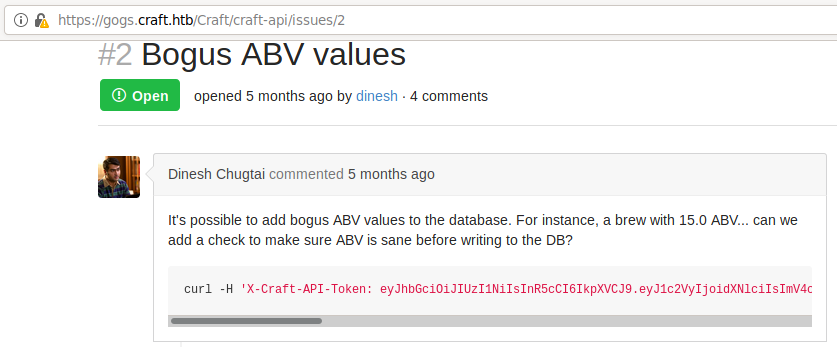 https://gogs.craft.htb/Craft/craft-api/issues/2
#2 Bogus ABV values
Open opened 5 months ago by dinesh · 4 comments
Dinesh Chugtai commented 5 months ago
It's possible to add bogus ABV values to the database. For instance, a brew with 15.0 ABV... can we
add a check to make sure ABV is sane before writing to the DB?
curl -H 'X-Craft-API-Token: eyJhbGciOiJIUzI1NiIsInR5cCI6IkpXVCJ9.eyJ1c2VyIjoidXNlciIsImV4c